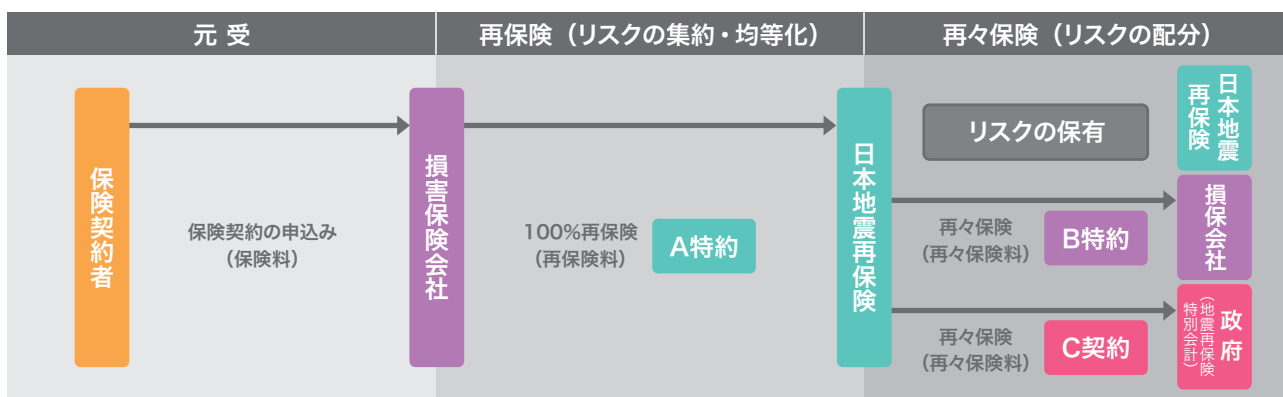 元 受
再保険（リスクの集約・均等化）
再々保険（リスクの配分）
保険契約者
保険契約の申込み
（保険料）
損害保険会社
100%再保険
（再保険料）
A特約
日本地震再保険
リスクの保有
日本地震
再保険
再々保険
（再々保険料）
B特約
損保会社
再々保険
（再々保険料）
C契約
政府
（地震再保険
特別会計）